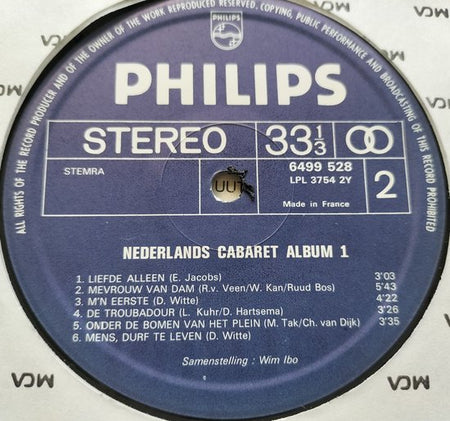 ALL RIGHTS OF THE RECORD PRODUCER AND OF THE OWNER OF THE WORK REPRODUCED RESERVED, COPYING, PUBLIC PERFORMANCE AND BROADCASTING OF THIS RECORD PROHIBITED
PHILIPS
PHILIPS
STEREO 33 1/3
STEMRA
6499 528
LPL 3754 2Y
Made in France
2
NEDERLANDS CABARET ALBUM 1
1. LIEFDE ALLEEN (E. Jacobs) 3'03
2. MEVROUW VAN DAM (R.v. Veen/W. Kan/Ruud Bos) 5'43
3. M'N EERSTE (D. Witte) 4'22
4. DE TROUBADOUR (L. Kuhr/D. Hartsema) 3'26
5. ONDER DE BOMEN VAN HET PLEIN (M. Tak/Ch. van Dijk) 3'35
6. MENS, DURF TE LEVEN (D. Witte)
Samenstelling : Wim Ibo
MCA
MCA
MCA
MCA
MCA
MCA